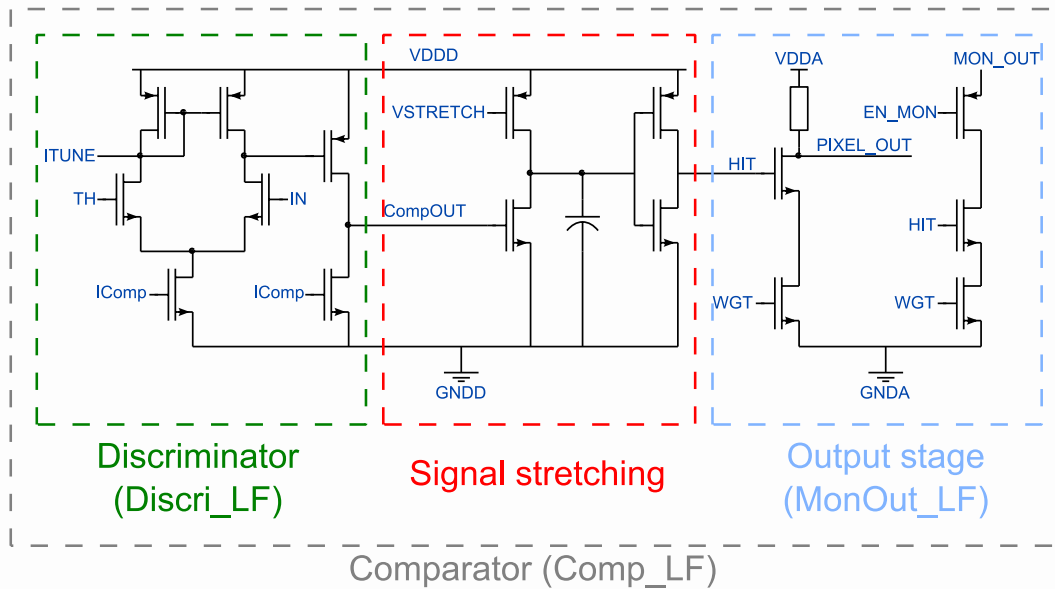 VDDD
VDDA
MON_OUT
VSTRETCH
EN_MON
ITUNE
PIXEL_OUT
HIT
TH
IN
CompOUT
HIT
IComp
IComp
WGT
WGT
GNDD
GNDA
Discriminator
(Discri_LF)
Signal stretching
Output stage
(MonOut_LF)
Comparator (Comp_LF)